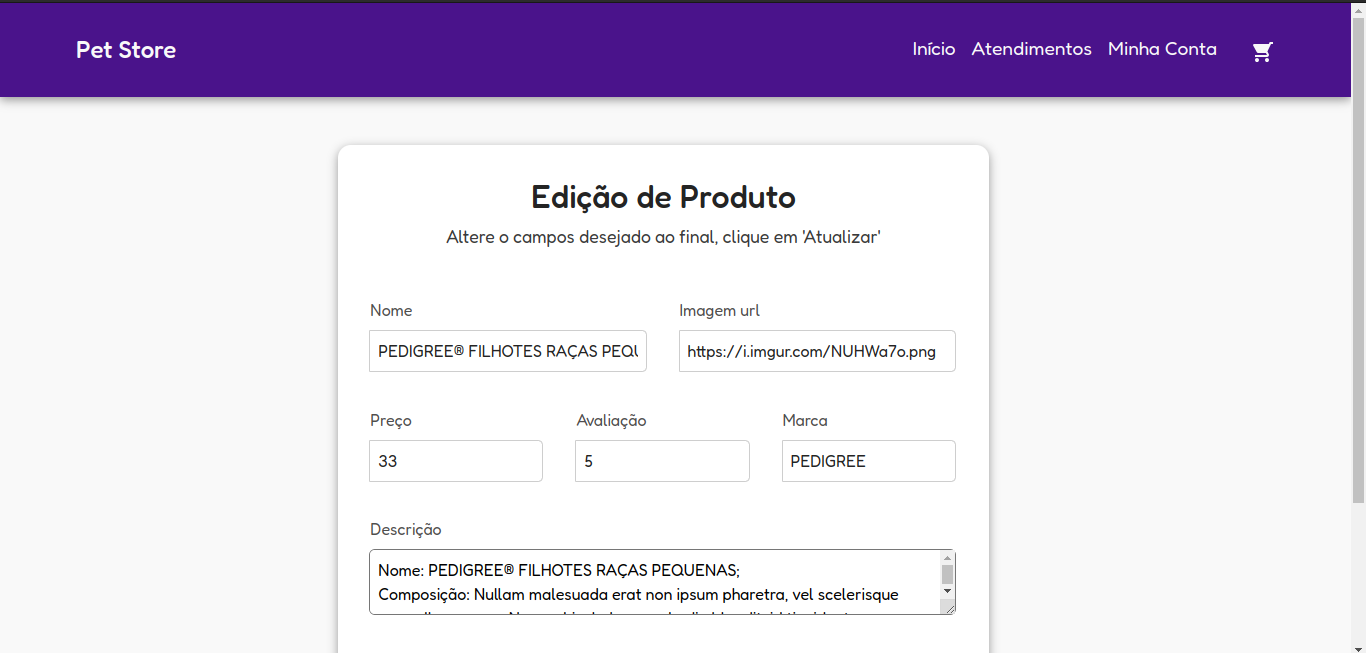 Pet Store
Início Atendimentos Minha Conta
Edição de Produto
Altere o campos desejado ao final, clique em 'Atualizar'
Nome
Imagem url
PEDIGREE® FILHOTES RAÇAS PEQU
https://i.imgur.com/NUHWa7o.png
Preço
Avaliação
Marca
33
5
PEDIGREE
Descrição
Nome: PEDIGREE® FILHOTES RAÇAS PEQUENAS;
Composição: Nullam malesuada erat non ipsum pharetra, vel scelerisque